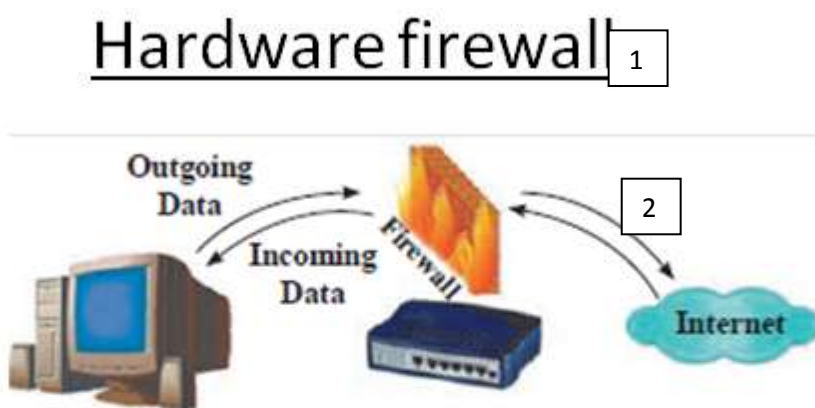 Hardware firewall
1
Outgoing
Data
2
Incoming
Data
Firewall
Internet